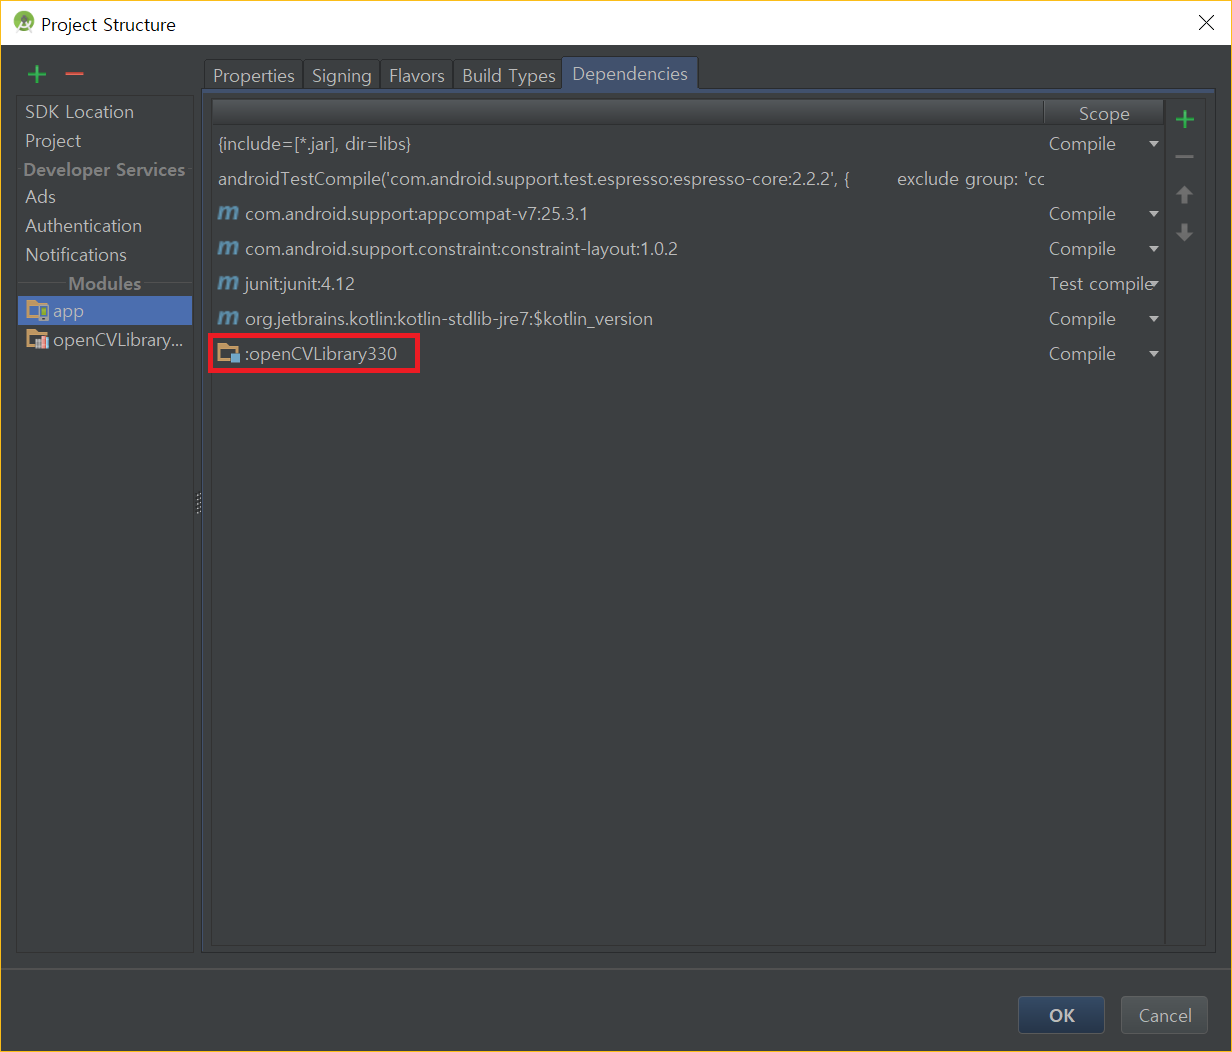 Project Structure
Properties Signing Flavors Build Types Dependencies
SDK Location
Project
Developer Services
Ads
Authentication
Notifications
Modules
app
openCVLibrary...
Scope
{include=[*.jar], dir=libs} Compile
androidTestCompile('com.android.support.test.espresso:espresso-core:2.2.2', { exclude group: 'cc
m com.android.support:appcompat-v7:25.3.1 Compile
m com.android.support.constraint:constraint-layout:1.0.2 Compile
m junit:junit:4.12 Test compile
m org.jetbrains.kotlin:kotlin-stdlib-jre7:$kotlin_version Compile
:openCVLibrary330 Compile
OK Cancel